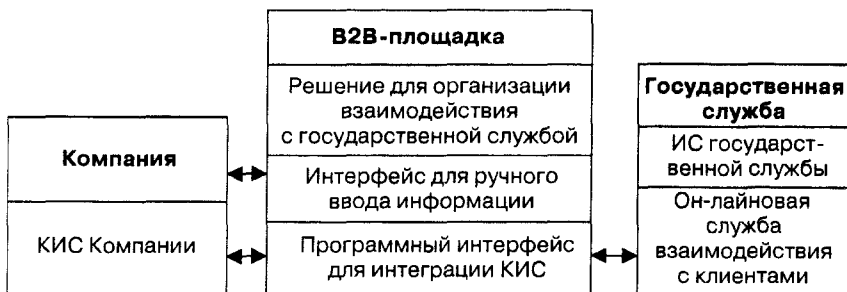 Компания
КИС Компании
B2B-площадка
Решение для организации
взаимодействия
с государственной службой
Интерфейс для ручного
ввода информации
Программный интерфейс
для интеграции КИС
Государственная
служба
ИС государст-
венной службы
Он-лайновая
служба
взаимодействия
с клиентами